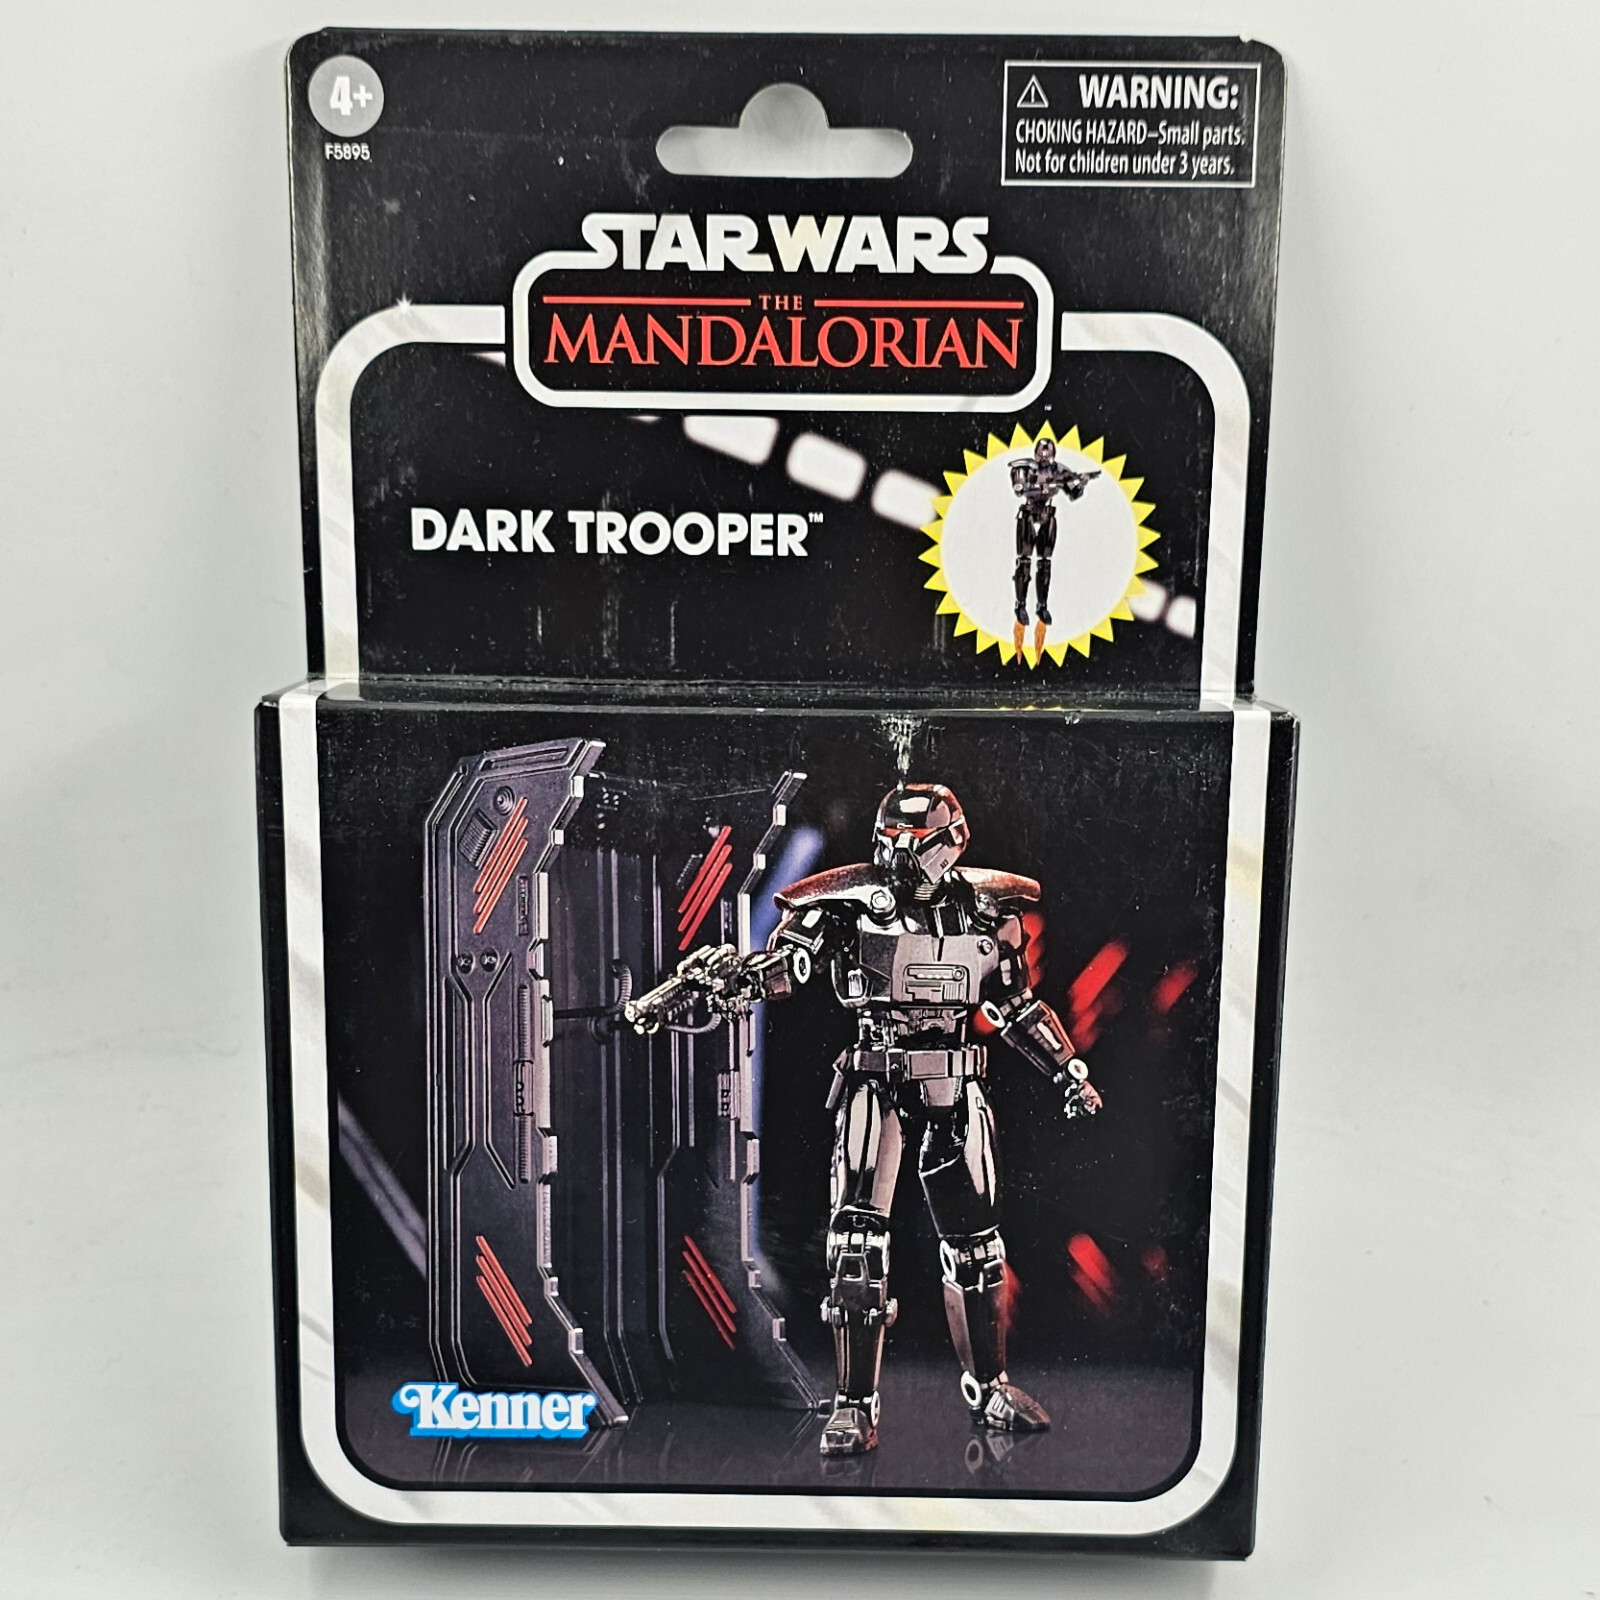 4+
F5895
WARNING:
CHOKING HAZARD–Small parts.
Not for children under 3 years.
STAR WARS
THE
MANDALORIAN
DARK TROOPER™
Kenner